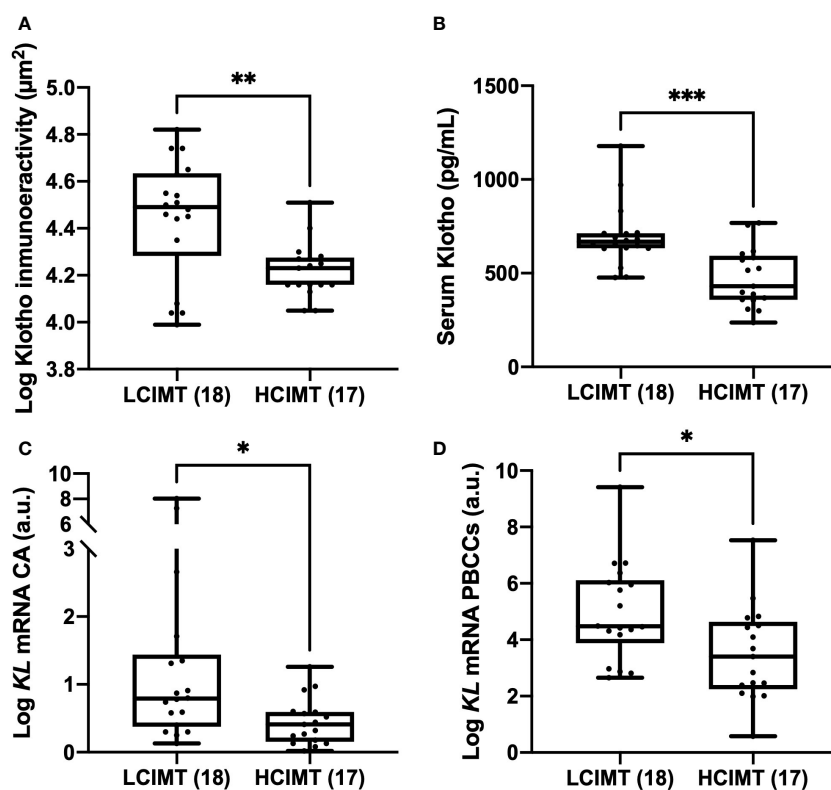 A
Log Klotho inmunoeractivity (µm²)
5.0
4.8
4.6
4.4
4.2
4.0
3.8
**
LCIMT (18)
HCIMT (17)
B
Serum Klotho (pg/mL)
1500
1000
500
0
***
LCIMT (18)
HCIMT (17)
C
Log KL mRNA CA (a.u.)
10
8
6
3
2
1
0
*
LCIMT (18)
HCIMT (17)
D
Log KL mRNA PBCCs (a.u.)
10
8
6
4
2
0
*
LCIMT (18)
HCIMT (17)